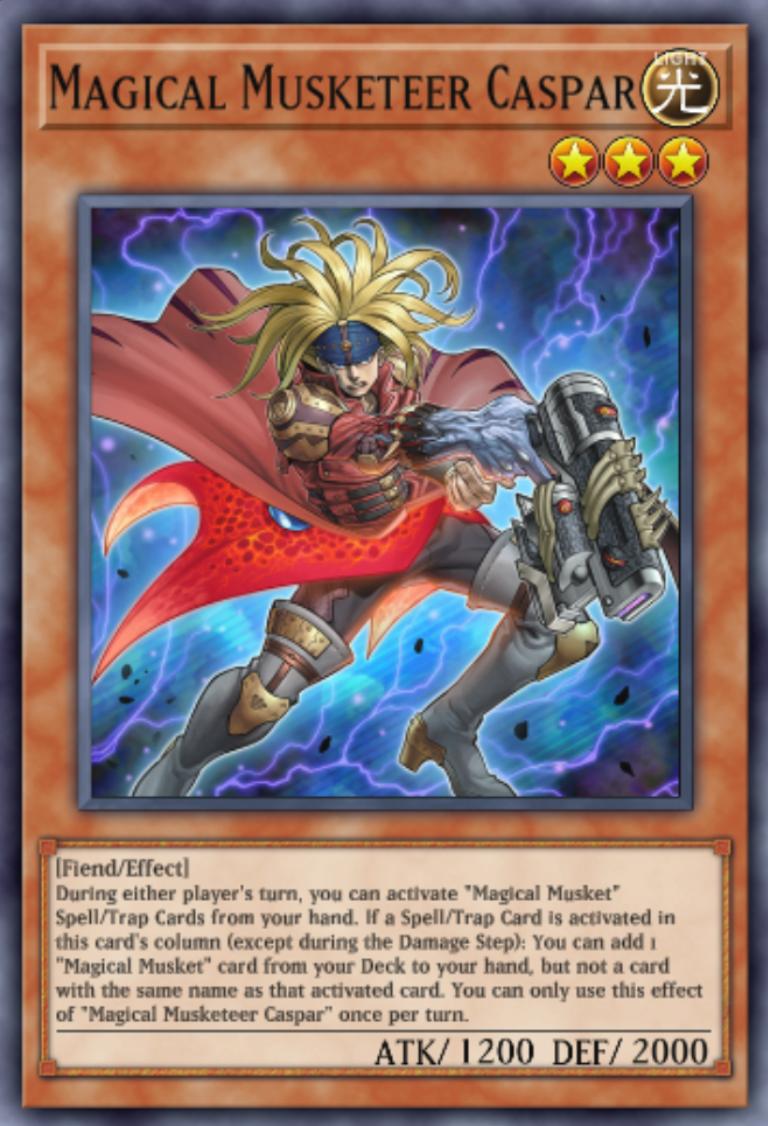 MAGICAL MUSKETEER CASPAR
LIGHT
光
[Fiend/Effect]
During either player's turn, you can activate "Magical Musket"
Spell/Trap Cards from your hand. If a Spell/Trap Card is activated in
this card's column (except during the Damage Step): You can add 1
"Magical Musket" card from your Deck to your hand, but not a card
with the same name as that activated card. You can only use this effect
of "Magical Musketeer Caspar" once per turn.
ATK/ 1200 DEF/ 2000